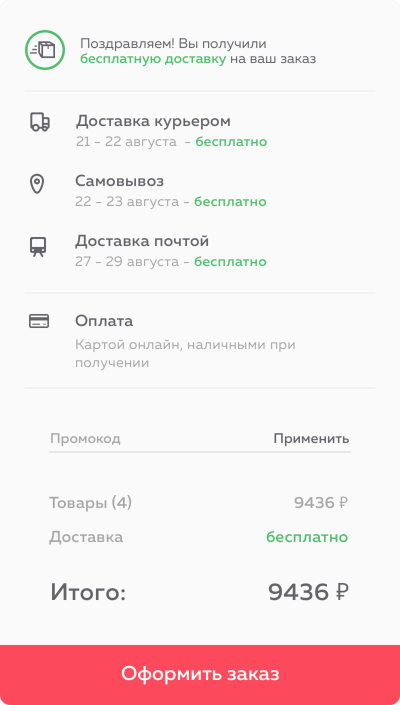 Поздравляем! Вы получили
бесплатную доставку на ваш заказ
Доставка курьером
21 - 22 августа - бесплатно
Самовывоз
22 - 23 августа - бесплатно
Доставка почтой
27 - 29 августа - бесплатно
Оплата
Картой онлайн, наличными при
получении
Промокод Применить
Товары (4) 9436 ₽
Доставка бесплатно
Итого: 9436 ₽
Оформить заказ